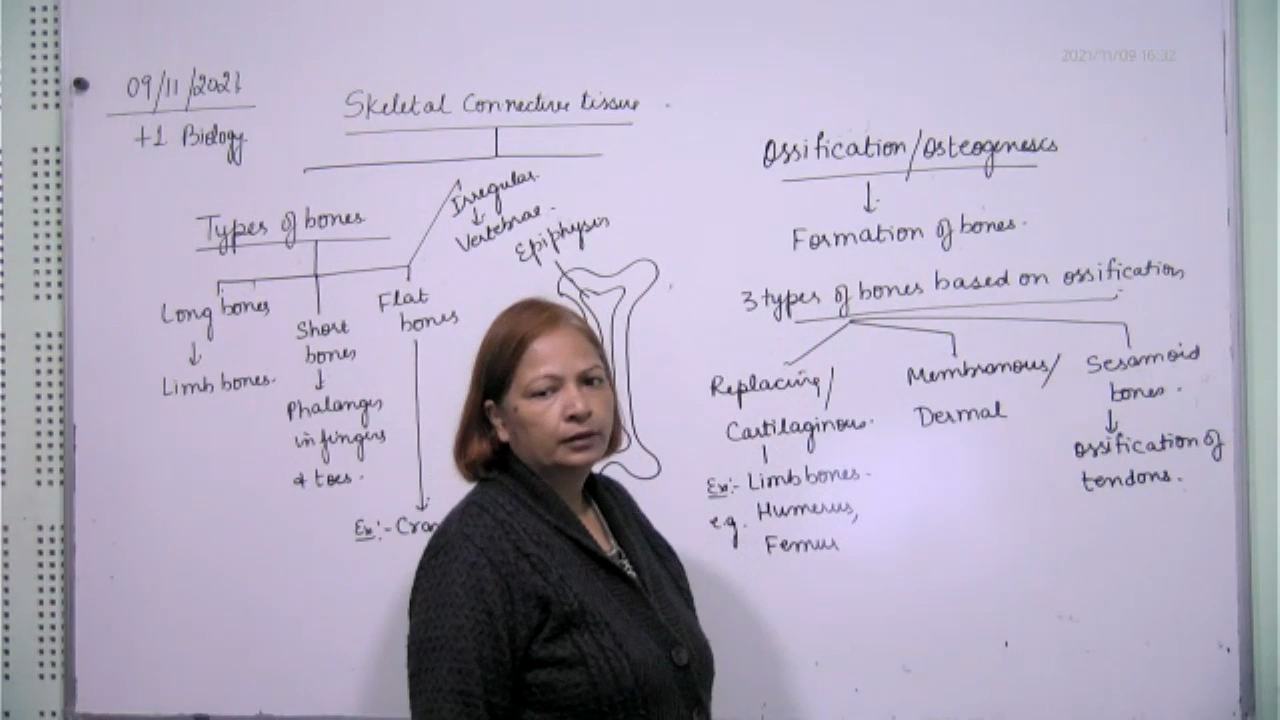 2021/11/09 16:32
09/11/2021
+1 Biology
Skeletal Connective tissue
Types of bones
Long bones
Limb bones.
Short
bones
Phalanges
in fingers
& toes.
Flat
bones
Ex:-
Irregular.
Vertebrae.
Epiphysis
Ossification/Osteogenescs
Formation of bones.
3 types of bones based on ossification
Replacing/
Cartilaginous.
Ex:- Limb bones.
e.g. Humerus,
Femur
Membranous/
Dermal
Sesamoid
bones.
Ossification of
tendons.